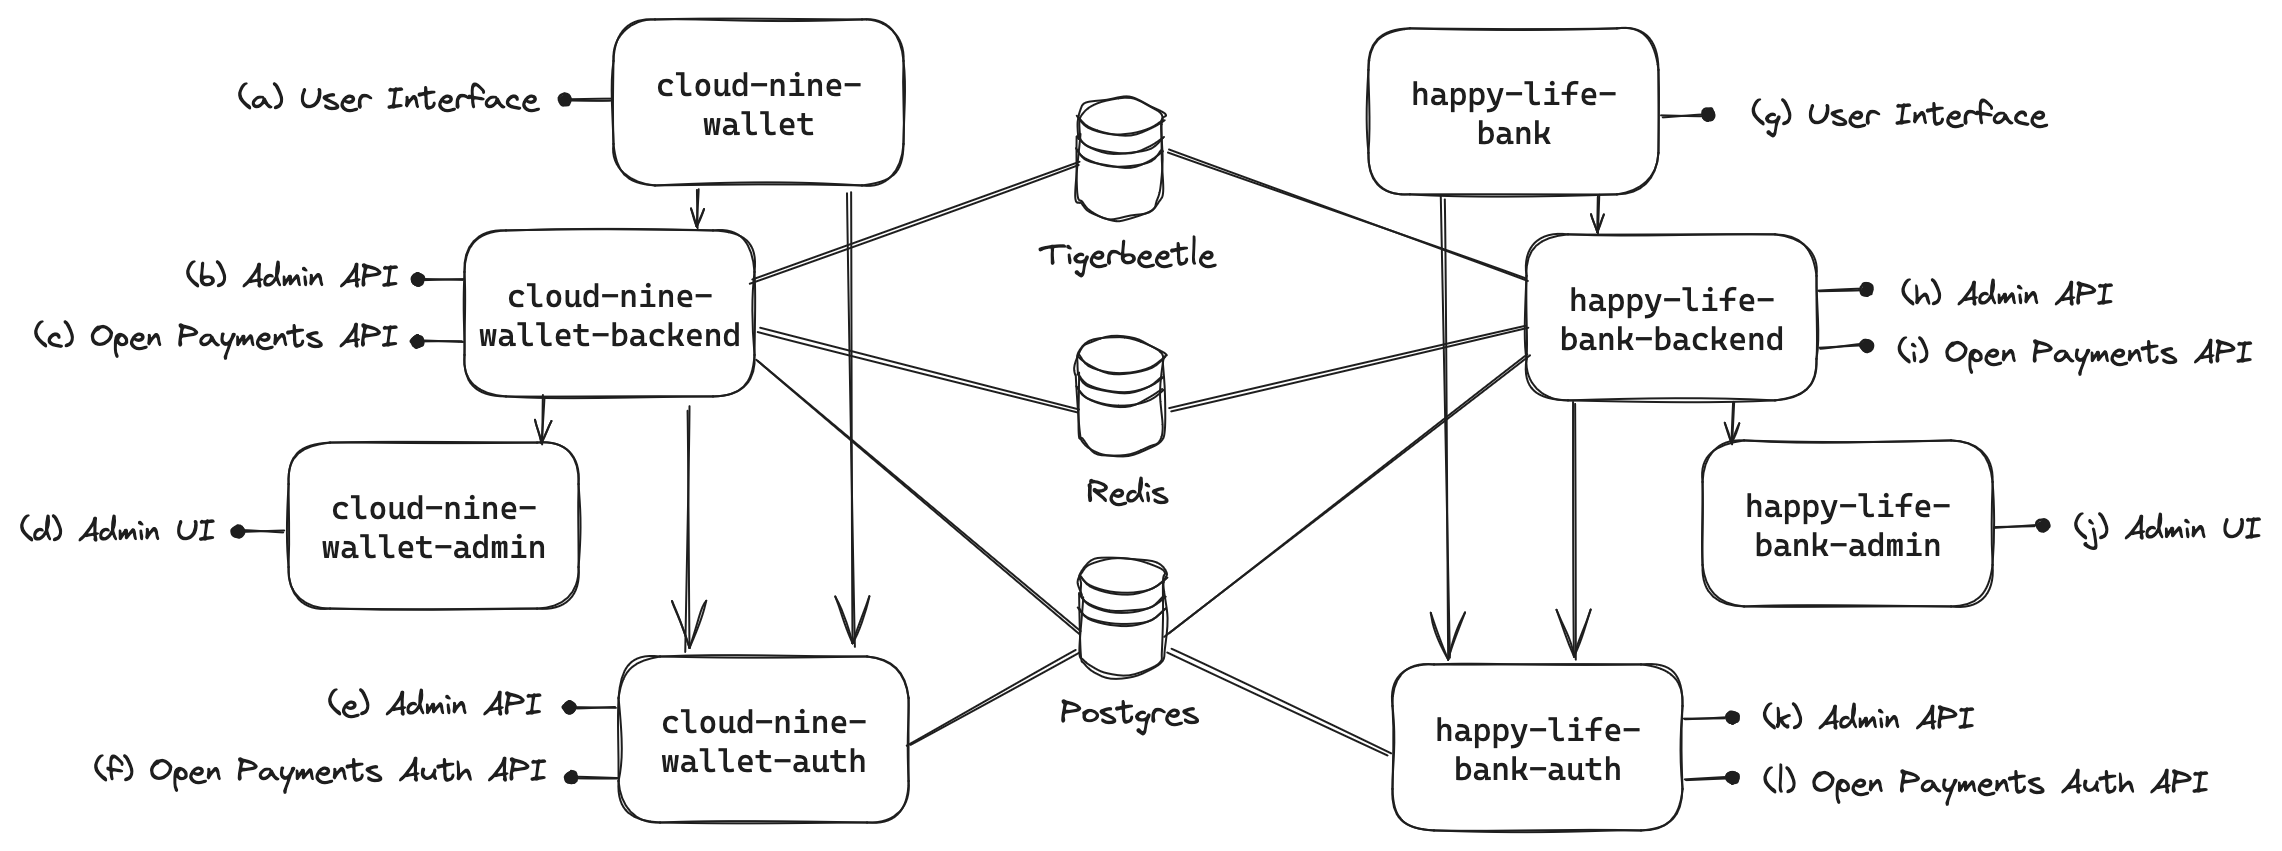 cloud-nine-
wallet
(a) User Interface
happy-life-
bank
(g) User Interface
Tigerbeetle
(b) Admin API
(c) Open Payments API
cloud-nine-
wallet-backend
happy-life-
bank-backend
(h) Admin API
(i) Open Payments API
Redis
(d) Admin UI
cloud-nine-
wallet-admin
happy-life-
bank-admin
(j) Admin UI
Postgres
(e) Admin API
(f) Open Payments Auth API
cloud-nine-
wallet-auth
happy-life-
bank-auth
(k) Admin API
(l) Open Payments Auth API